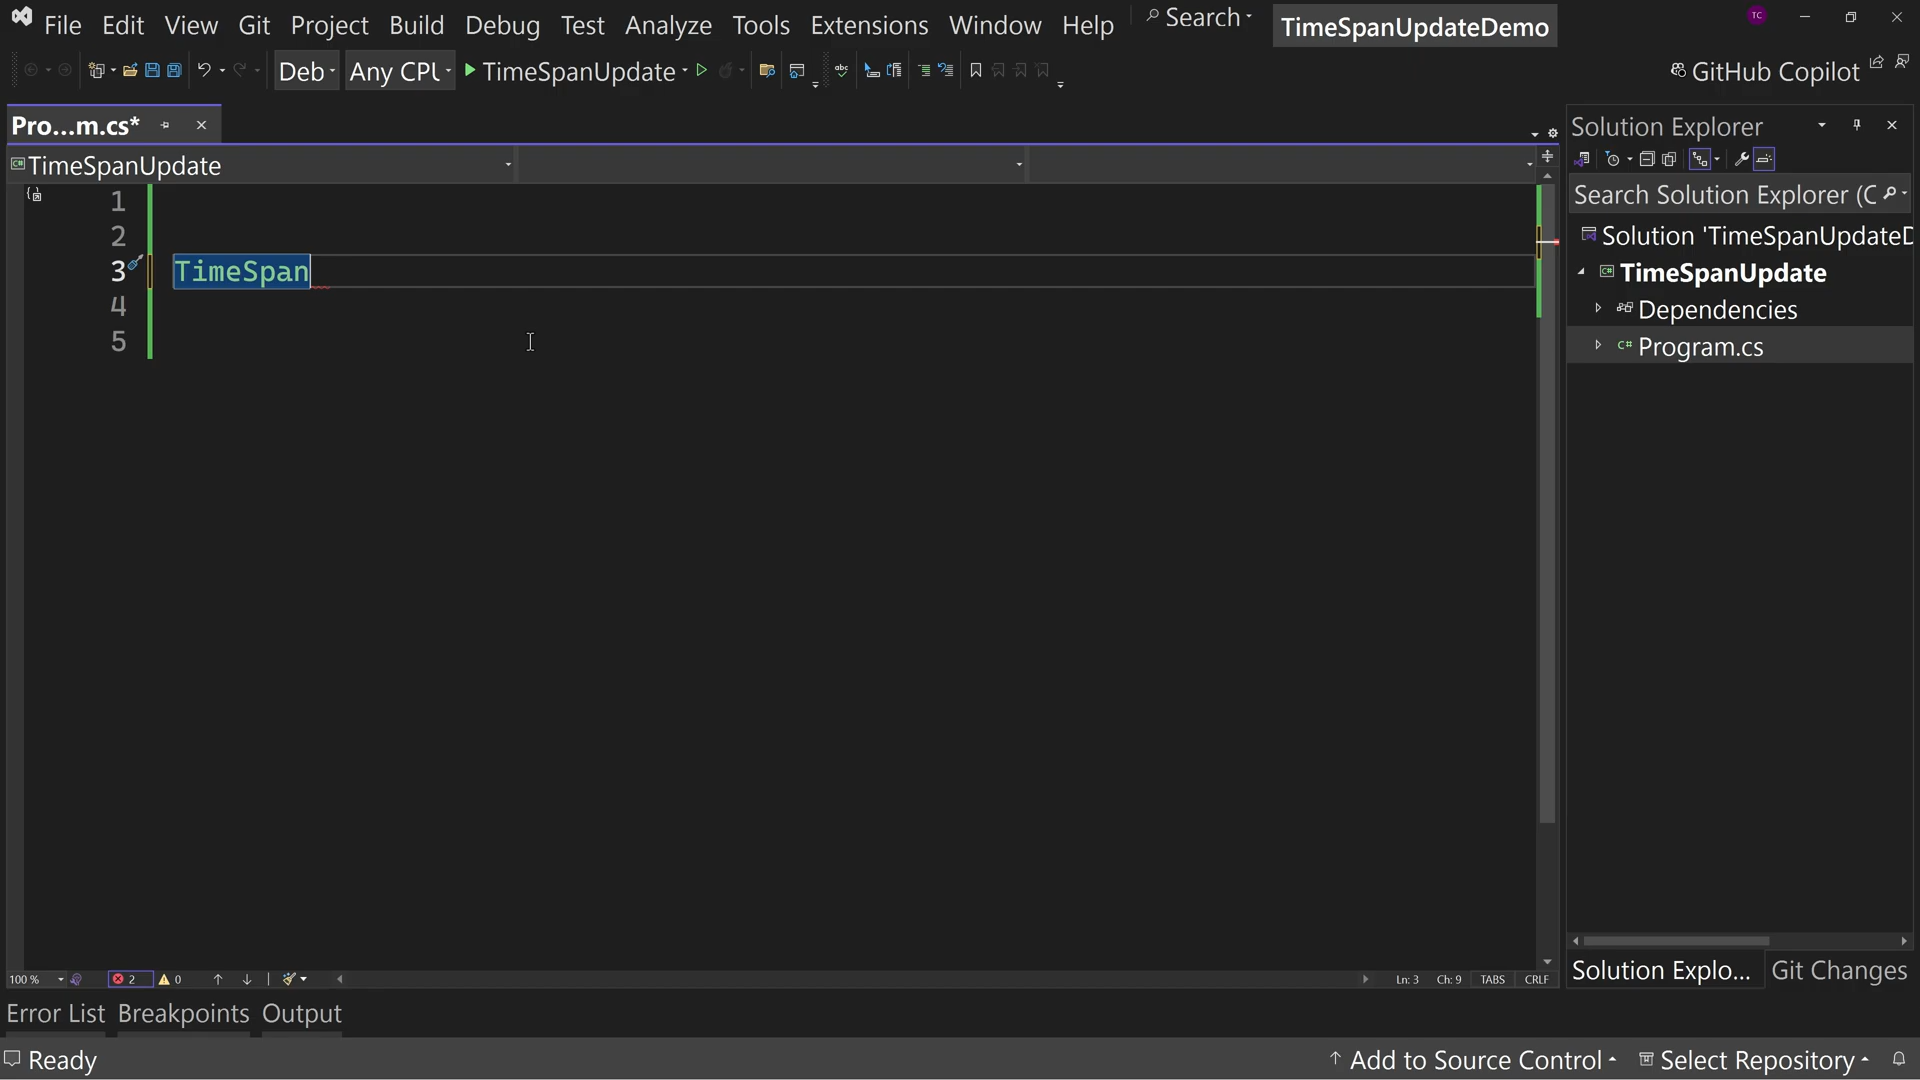 File Edit View Git Project Build Debug Test Analyze Tools Extensions Window Help Search TimeSpanUpdateDemo TC
Deb Any CPU TimeSpanUpdate abc GitHub Copilot
Pro...m.cs*
Solution Explorer
C# TimeSpanUpdate
Search Solution Explorer (C
1
2
3 TimeSpan
4
5
Solution 'TimeSpanUpdateD
C# TimeSpanUpdate
Dependencies
C# Program.cs
100 % 2 0 Ln: 3 Ch: 9 TABS CRLF
Solution Explo... Git Changes
Error List Breakpoints Output
Ready Add to Source Control Select Repository